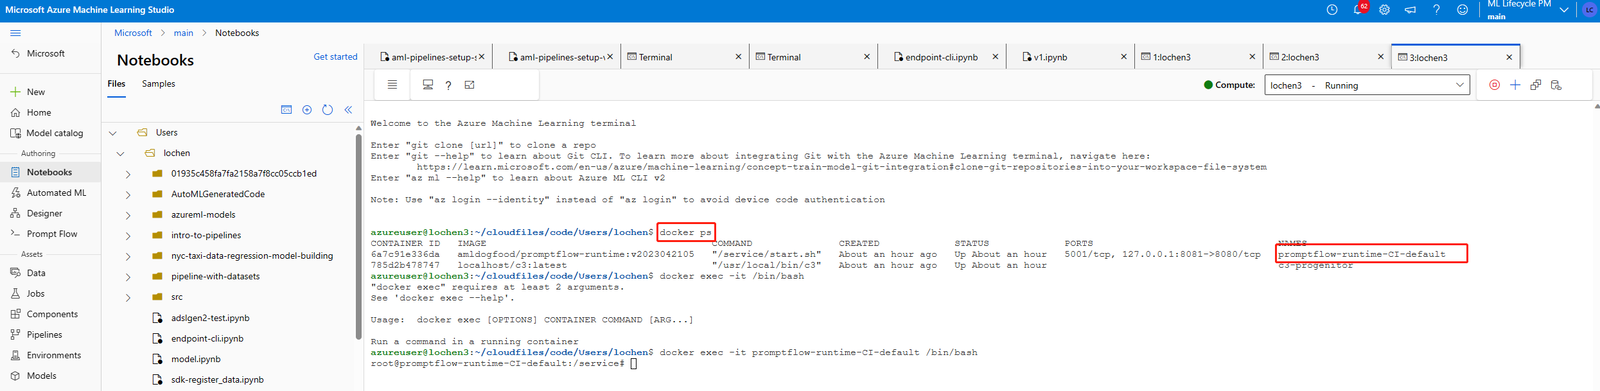 Microsoft Azure Machine Learning Studio
62
ML Lifecycle PM
main
LC
Microsoft
New
Home
Model catalog
Authoring
Notebooks
Automated ML
Designer
Prompt Flow
Assets
Data
Jobs
Components
Pipelines
Environments
Models
Microsoft > main > Notebooks
Notebooks
Get started
Files
Samples
Users
lochen
01935c458fa7fa2158a7f8cc05ccb1ed
AutoMLGeneratedCode
azureml-models
intro-to-pipelines
nyc-taxi-data-regression-model-building
pipeline-with-datasets
src
adslgen2-test.ipynb
endpoint-cli.ipynb
model.ipynb
sdk-register_data.ipynb
aml-pipelines-setup-s
aml-pipelines-setup-v
Terminal
Terminal
endpoint-cli.ipynb
v1.ipynb
1:lochen3
2:lochen3
3:lochen3
Compute:
lochen3 - Running
Welcome to the Azure Machine Learning terminal
Enter "git clone [url]" to clone a repo
Enter "git --help" to learn about Git CLI. To learn more about integrating Git with the Azure Machine Learning terminal, navigate here:
https://learn.microsoft.com/en-us/azure/machine-learning/concept-train-model-git-integration#clone-git-repositories-into-your-workspace-file-system
Enter "az ml --help" to learn about Azure ML CLI v2
Note: Use "az login --identity" instead of "az login" to avoid device code authentication
azureuser@lochen3:~/cloudfiles/code/Users/lochen$ docker ps
CONTAINER ID IMAGE COMMAND CREATED STATUS PORTS NAMES
6a7c91e336da amldogfood/promptflow-runtime:v2023042105 "/service/start.sh" About an hour ago Up About an hour 5001/tcp, 127.0.0.1:8081->8080/tcp promptflow-runtime-CI-default
785d2b478747 localhost/c3:latest "/usr/local/bin/c3" About an hour ago Up About an hour c3-progenitor
azureuser@lochen3:~/cloudfiles/code/Users/lochen$ docker exec -it /bin/bash
"docker exec" requires at least 2 arguments.
See 'docker exec --help'.
Usage: docker exec [OPTIONS] CONTAINER COMMAND [ARG...]
Run a command in a running container
azureuser@lochen3:~/cloudfiles/code/Users/lochen$ docker exec -it promptflow-runtime-CI-default /bin/bash
root@promptflow-runtime-CI-default:/service#